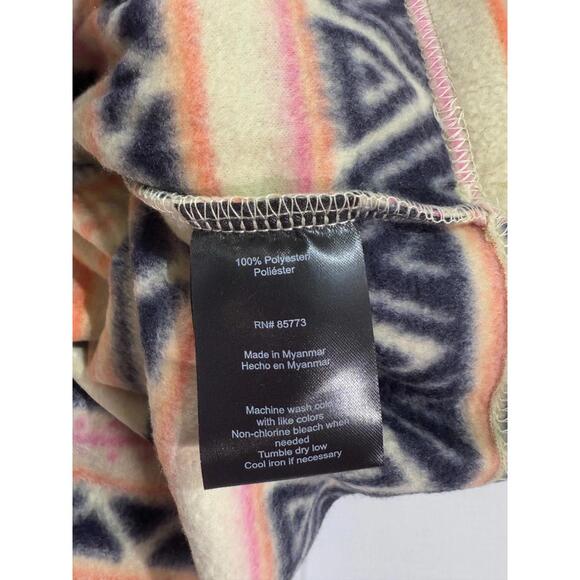 100% Polyester
Poliéster
RN# 85773
Made in Myanmar
Hecho en Myanmar
Machine wash cold
with like colors
Non-chlorine bleach when
needed
Tumble dry low
Cool iron if necessary